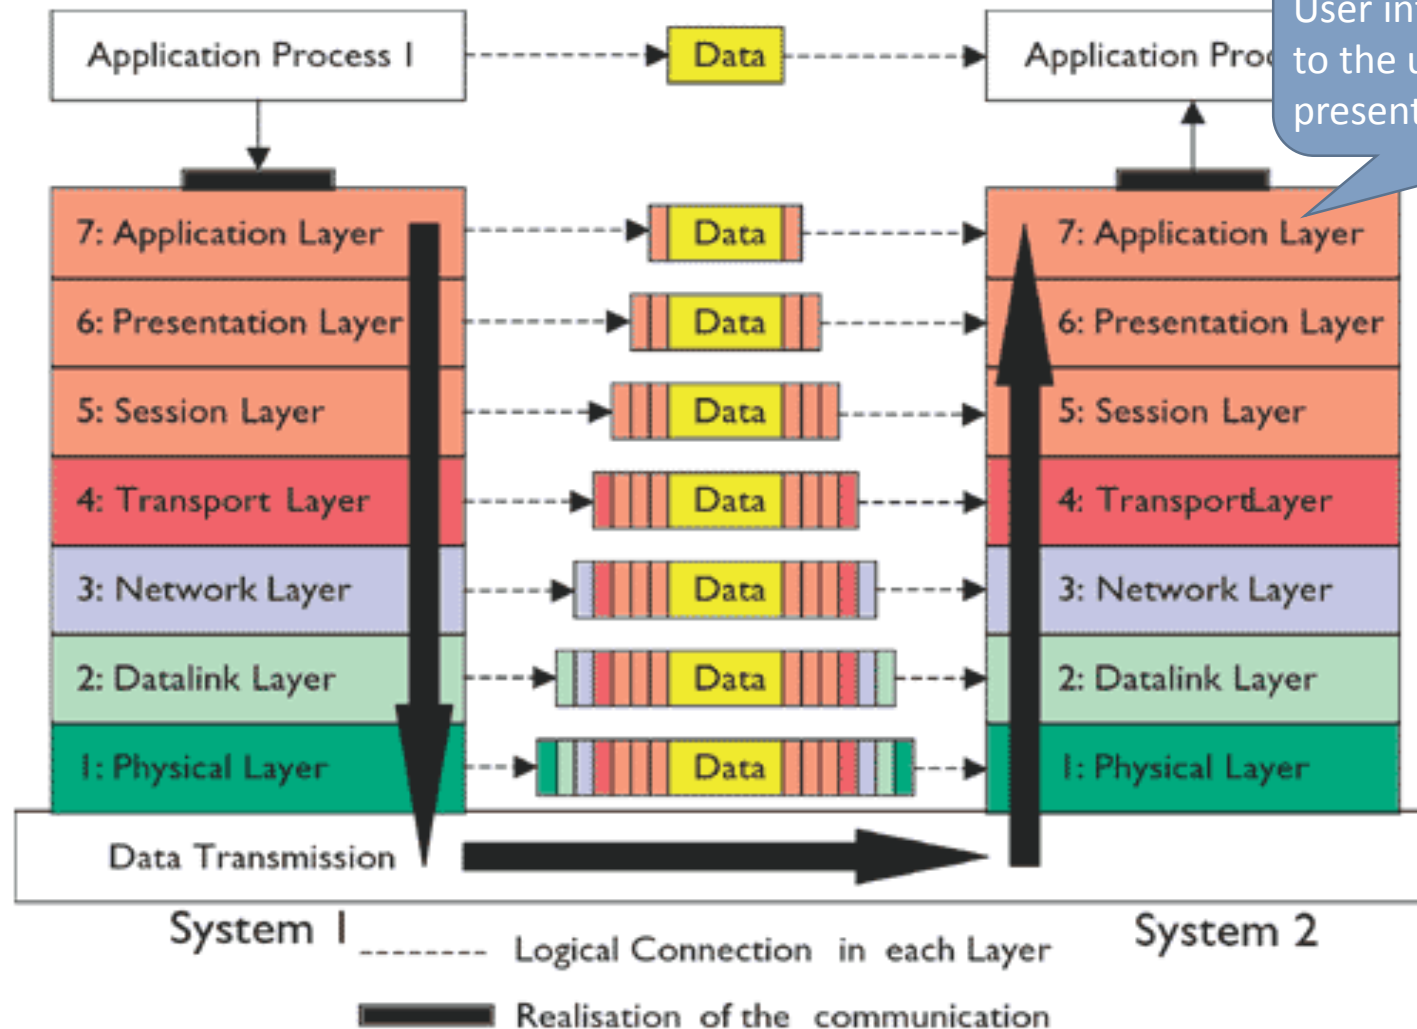 Application Process 1
Data
Application Proc
User in
to the u
present
7: Application Layer
Data
7: Application Layer
6: Presentation Layer
Data
6: Presentation Layer
5: Session Layer
Data
5: Session Layer
4: Transport Layer
Data
4: Transport Layer
3: Network Layer
Data
3: Network Layer
2: Datalink Layer
Data
2: Datalink Layer
1: Physical Layer
Data
1: Physical Layer
Data Transmission
System 1
System 2
Logical Connection in each Layer
Realisation of the communication